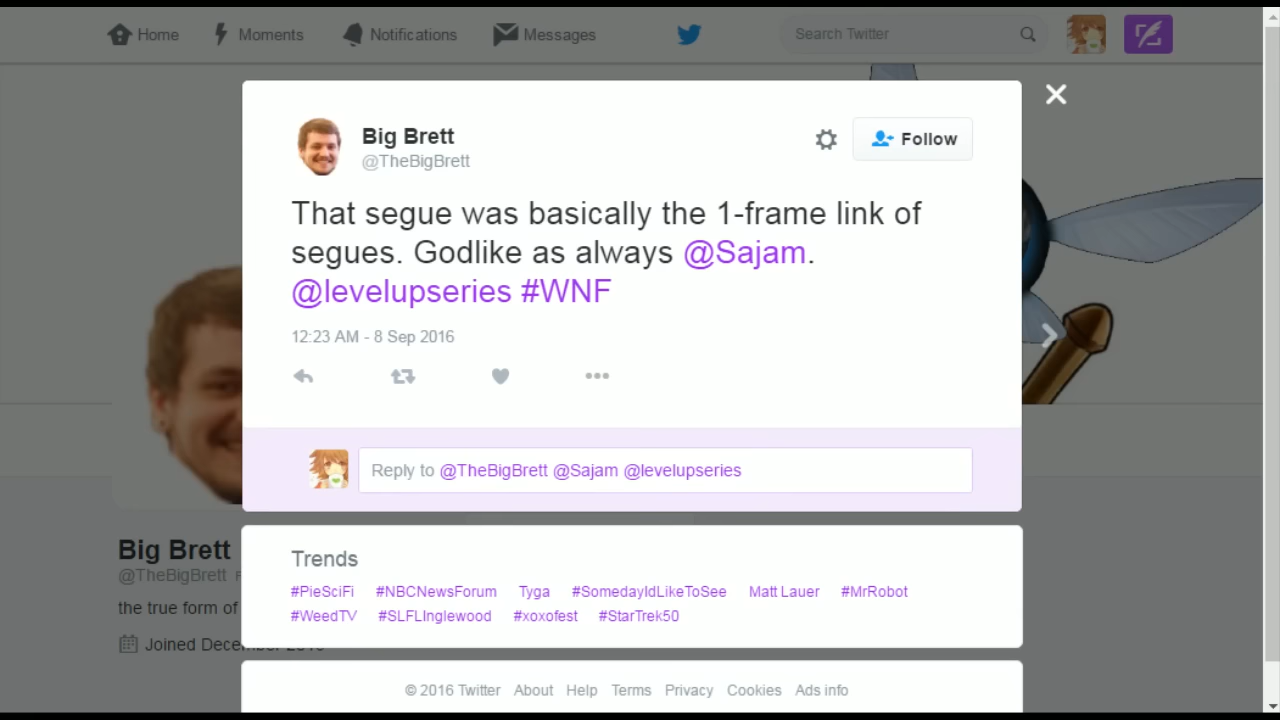 Home Moments Notifications Messages Search Twitter
Big Brett
@TheBigBrett
Follow
That segue was basically the 1-frame link of
segues. Godlike as always @Sajam.
@levelupseries #WNF
12:23 AM - 8 Sep 2016
Reply to @TheBigBrett @Sajam @levelupseries
Big Brett
@TheBigBrett
the true form of
Joined December
Trends
#PieSciFi #NBCNewsForum Tyga #SomedayIdLikeToSee Matt Lauer #MrRobot
#WeedTV #SLFLInglewood #xoxofest #StarTrek50
© 2016 Twitter About Help Terms Privacy Cookies Ads info